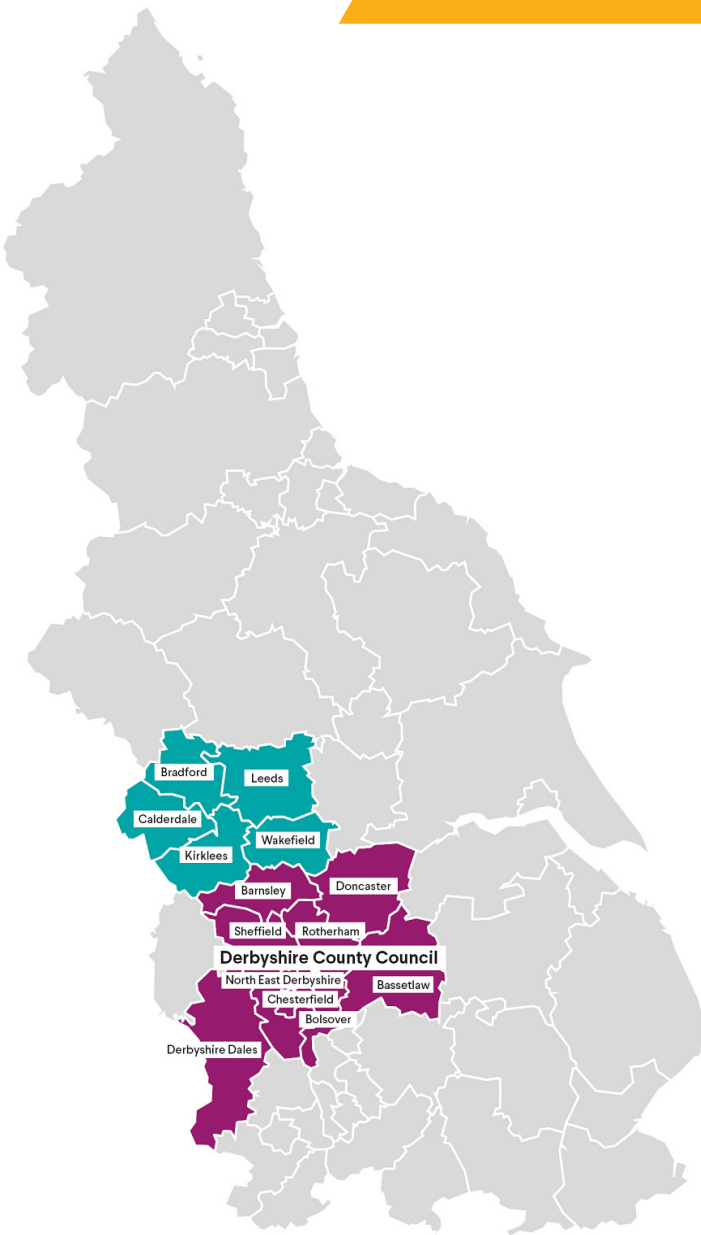 Bradford
Leeds
Calderdale
Wakefield
Kirklees
Doncaster
Barnsley
Sheffield
Rotherham
Derbyshire County Council
North East Derbyshire
Bassetlaw
Chesterfield
Bolsover
Derbyshire Dales